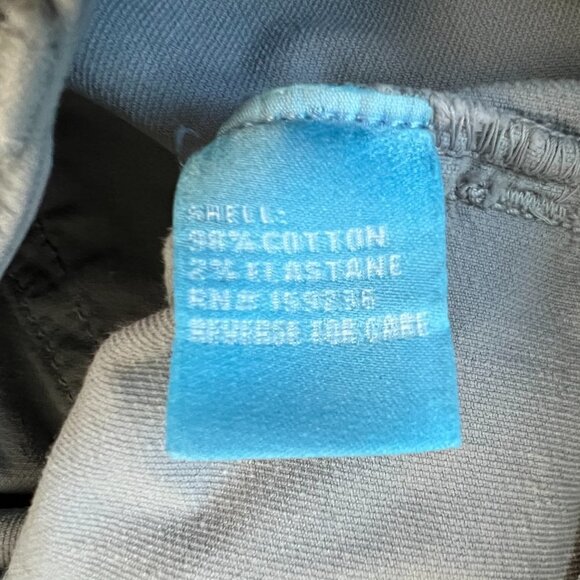 SHELL:
98% COTTON
2% ELASTANE
RN# 159236
REVERSE FOR CARE